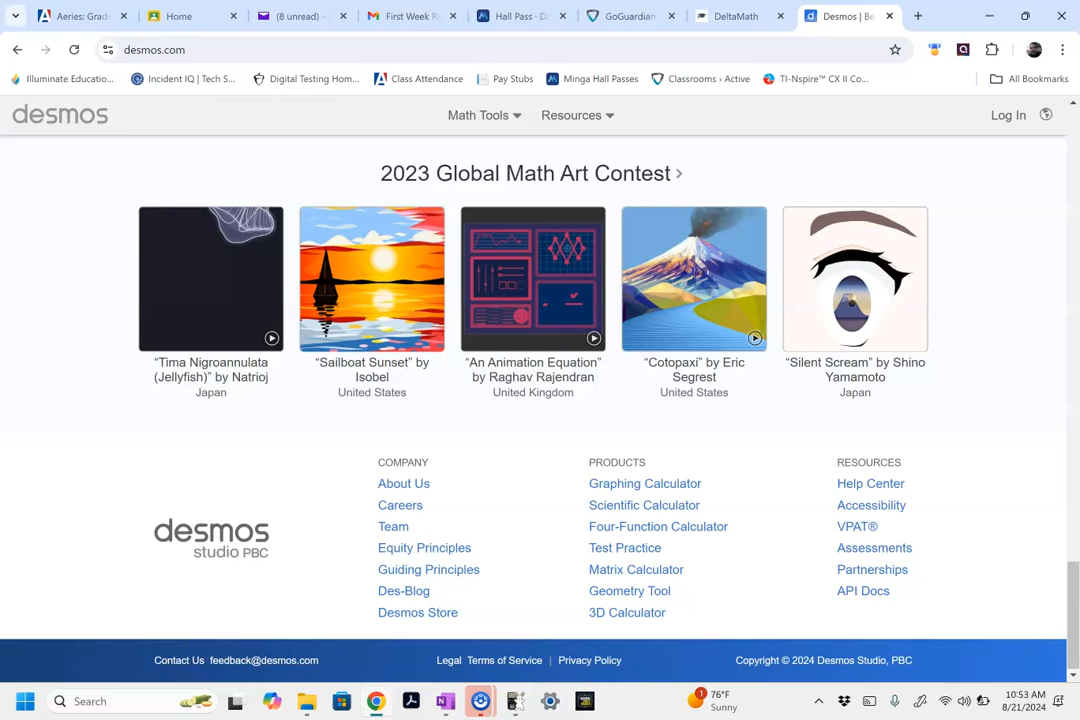 Aeries: Grad
Home
(8 unread)
First Week R
Hall Pass · Do
GoGuardian
DeltaMath
Desmos | Be
desmos.com
Illuminate Educatio...
Incident IQ | Tech S...
Digital Testing Hom...
Class Attendance
Pay Stubs
Minga Hall Passes
Classrooms › Active
TI-Nspire™ CX II Co...
All Bookmarks
desmos
Math Tools
Resources
Log In
2023 Global Math Art Contest
“Tima Nigroannulata
(Jellyfish)” by Natrioj
Japan
“Sailboat Sunset” by
Isobel
United States
“An Animation Equation”
by Raghav Rajendran
United Kingdom
“Cotopaxi” by Eric
Segrest
United States
“Silent Scream” by Shino
Yamamoto
Japan
desmos
studio PBC
COMPANY
About Us
Careers
Team
Equity Principles
Guiding Principles
Des-Blog
Desmos Store
PRODUCTS
Graphing Calculator
Scientific Calculator
Four-Function Calculator
Test Practice
Matrix Calculator
Geometry Tool
3D Calculator
RESOURCES
Help Center
Accessibility
VPAT®
Assessments
Partnerships
API Docs
Contact Us feedback@desmos.com
Legal Terms of Service | Privacy Policy
Copyright © 2024 Desmos Studio, PBC
Search
1
76°F
Sunny
10:53 AM
8/21/2024